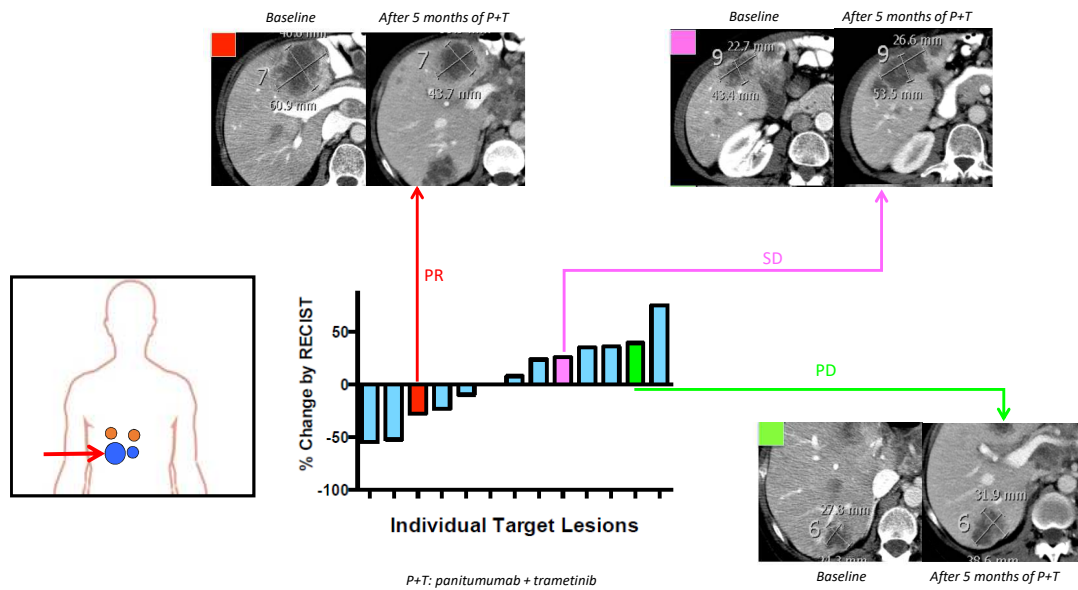 Baseline
After 5 months of P+T
Baseline
After 5 months of P+T
7
60.9 mm
7
43.7 mm
9
22.7 mm
43.4 mm
9
26.6 mm
53.5 mm
PR
SD
PD
% Change by RECIST
50
0
-50
-100
Individual Target Lesions
27.8 mm
6
31.9 mm
6
Baseline
After 5 months of P+T
P+T: panitumumab + trametinib